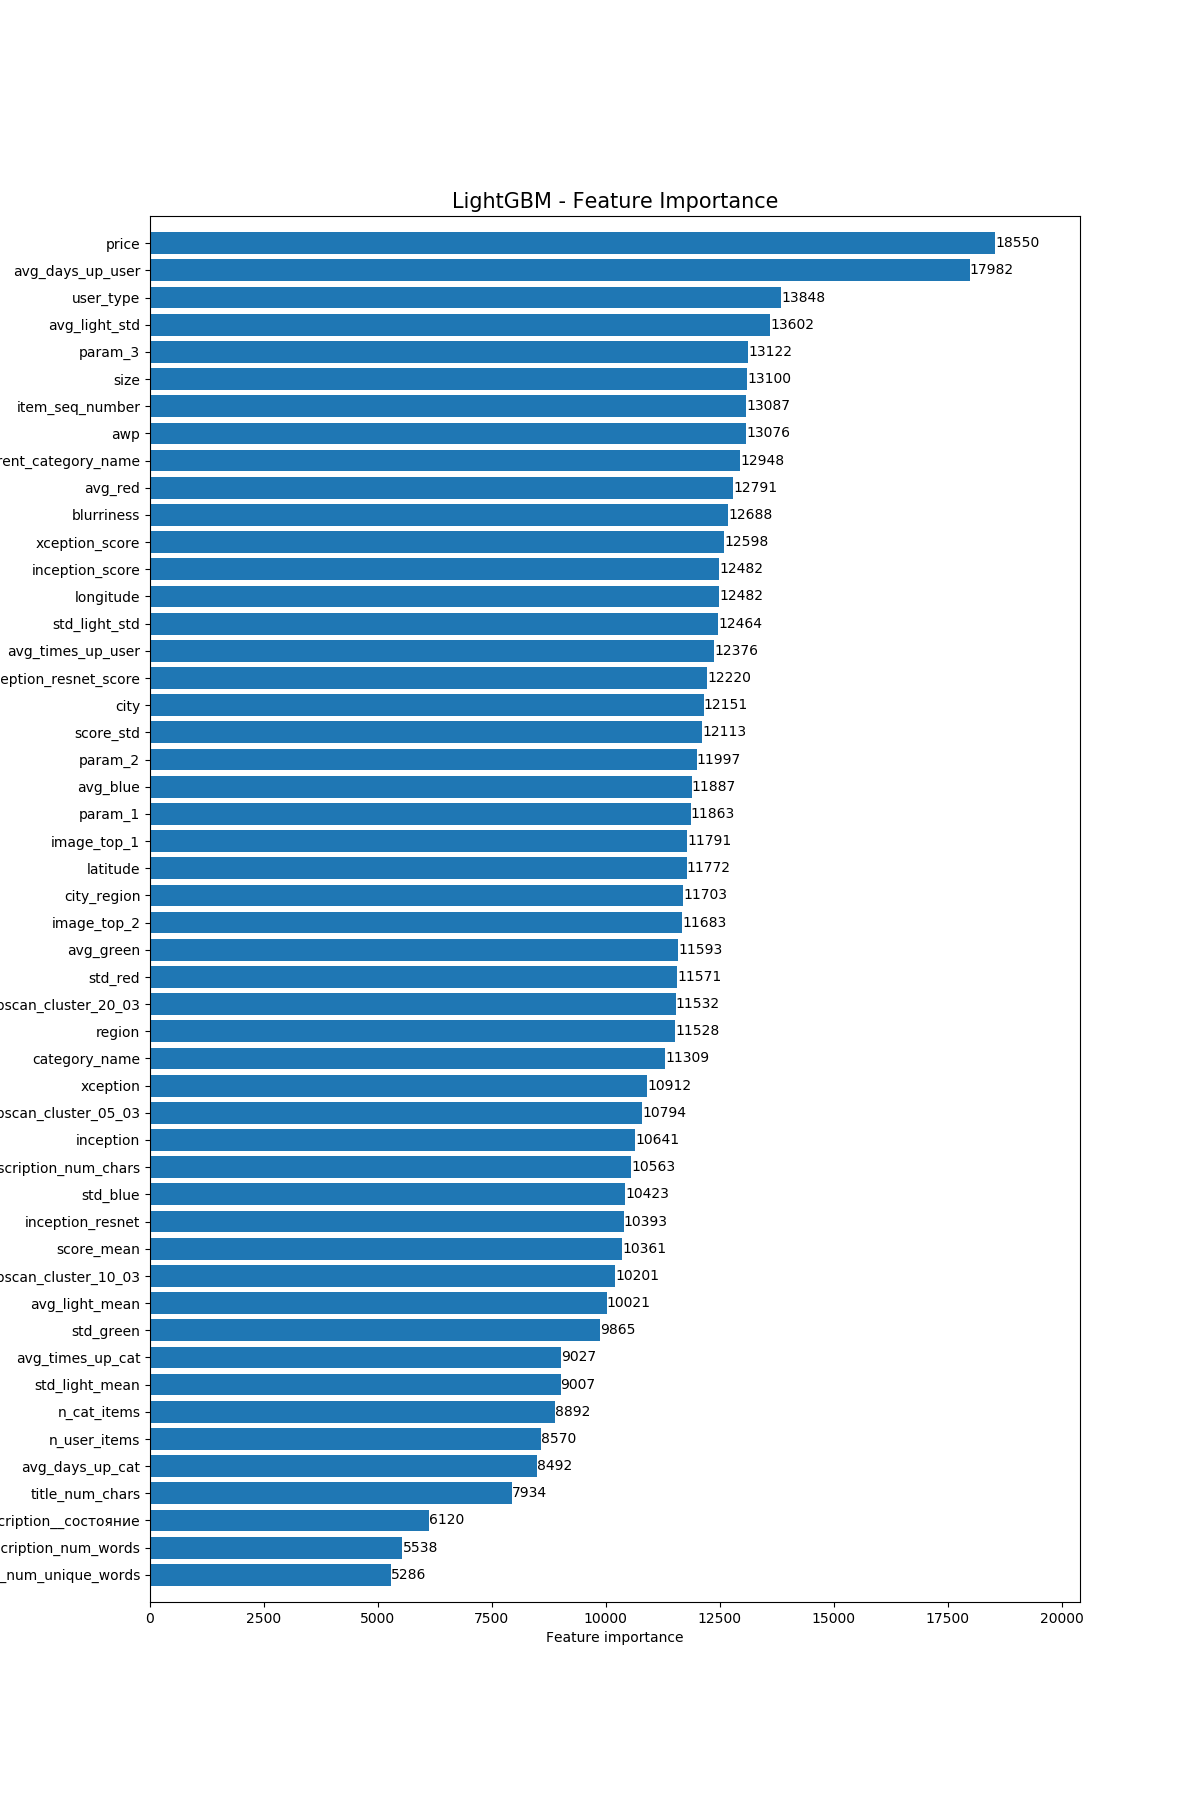 LightGBM - Feature Importance
price 18550
avg_days_up_user 17982
user_type 13848
avg_light_std 13602
param_3 13122
size 13100
item_seq_number 13087
awp 13076
rent_category_name 12948
avg_red 12791
blurriness 12688
xception_score 12598
inception_score 12482
longitude 12482
std_light_std 12464
avg_times_up_user 12376
eption_resnet_score 12220
city 12151
score_std 12113
param_2 11997
avg_blue 11887
param_1 11863
image_top_1 11791
latitude 11772
city_region 11703
image_top_2 11683
avg_green 11593
std_red 11571
bscan_cluster_20_03 11532
region 11528
category_name 11309
xception 10912
bscan_cluster_05_03 10794
inception 10641
scription_num_chars 10563
std_blue 10423
inception_resnet 10393
score_mean 10361
bscan_cluster_10_03 10201
avg_light_mean 10021
std_green 9865
avg_times_up_cat 9027
std_light_mean 9007
n_cat_items 8892
n_user_items 8570
avg_days_up_cat 8492
title_num_chars 7934
cription__состояние 6120
cription_num_words 5538
_num_unique_words 5286
0 2500 5000 7500 10000 12500 15000 17500 20000
Feature importance